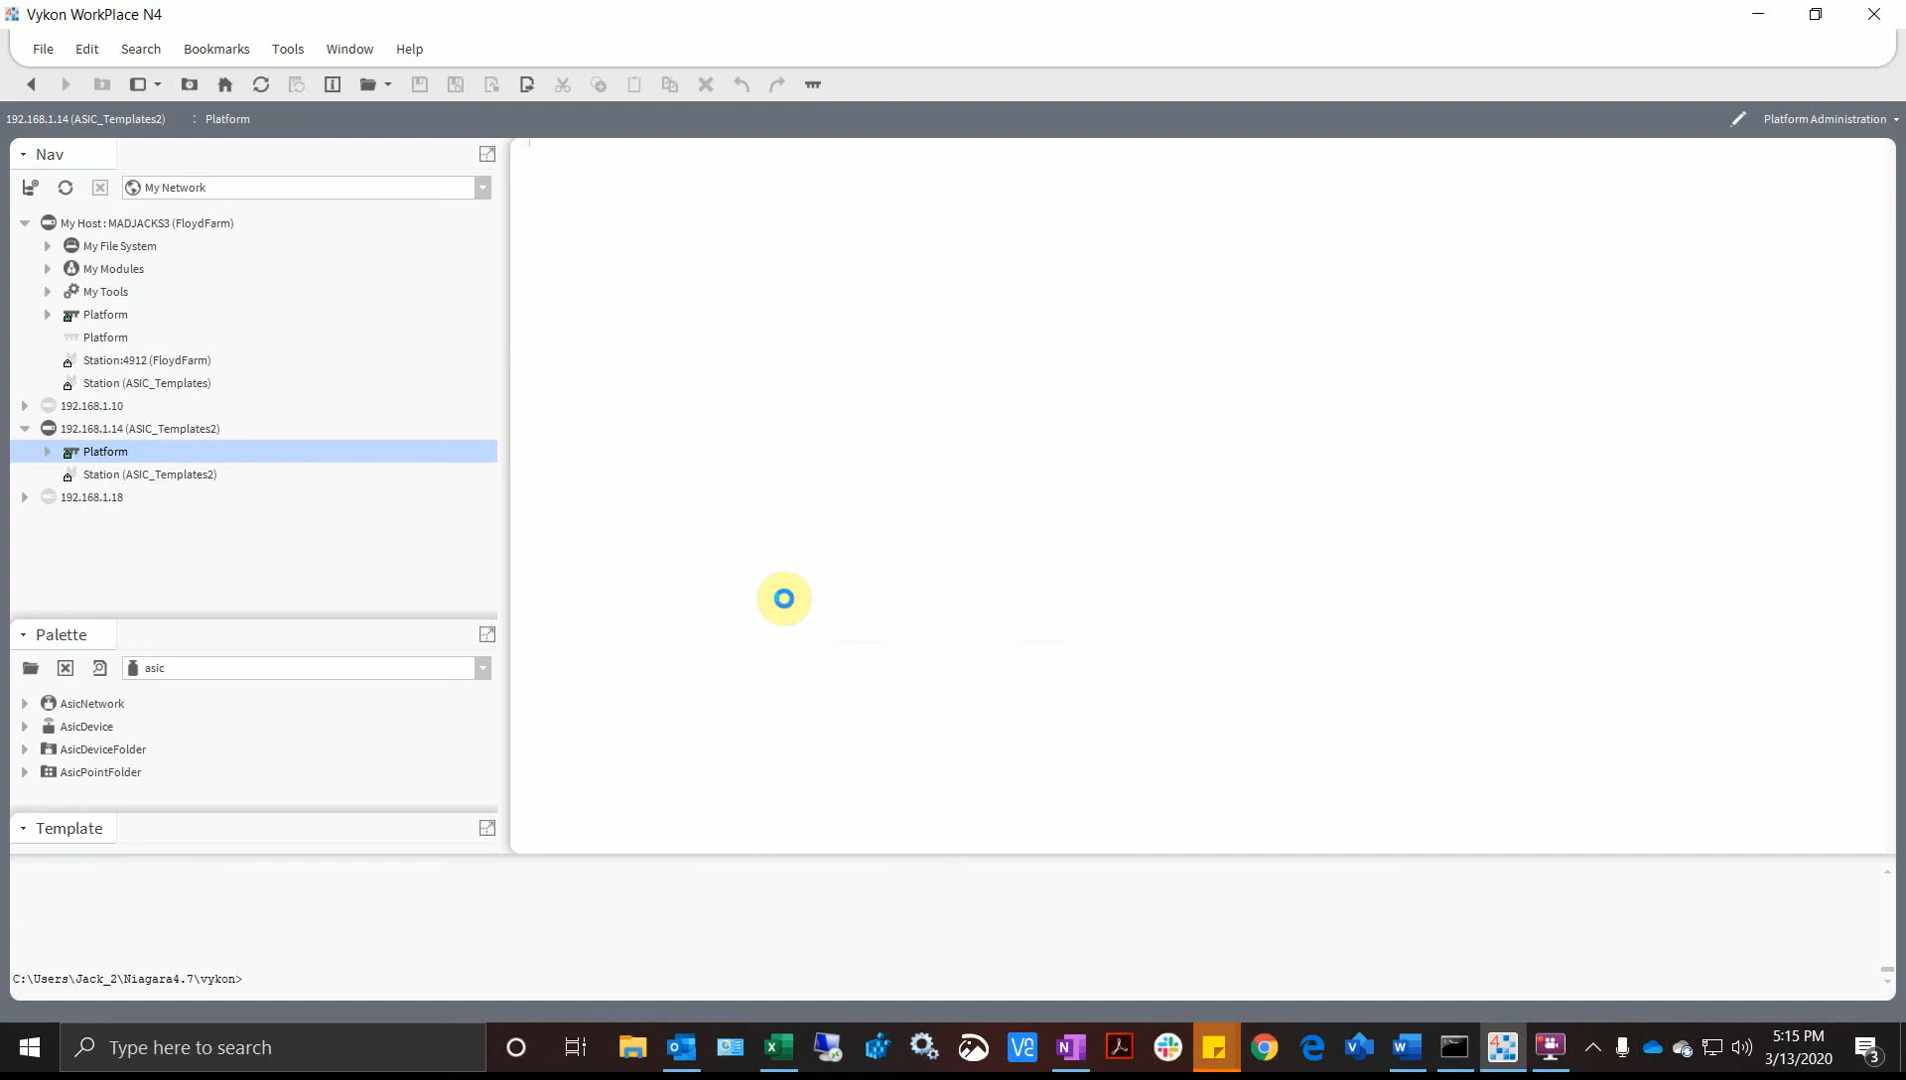 Vykon WorkPlace N4
File Edit Search Bookmarks Tools Window Help
192.168.1.14 (ASIC_Templates2) : Platform Platform Administration
Nav
My Network
My Host : MADJACKS3 (FloydFarm)
My File System
My Modules
My Tools
Platform
Platform
Station:4912 (FloydFarm)
Station (ASIC_Templates)
192.168.1.10
192.168.1.14 (ASIC_Templates2)
Platform
Station (ASIC_Templates2)
192.168.1.18
Palette
asic
AsicNetwork
AsicDevice
AsicDeviceFolder
AsicPointFolder
Template
C:\Users\Jack_2\Niagara4.7\vykon>
Type here to search
5:15 PM
3/13/2020
3